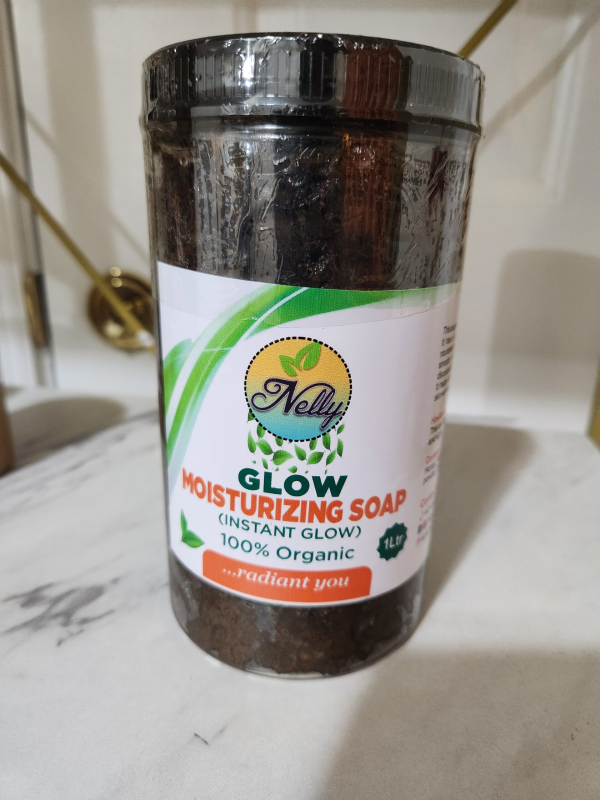 Nelly
GLOW
MOISTURIZING SOAP
(INSTANT GLOW)
100% Organic
1Ltr
...radiant you